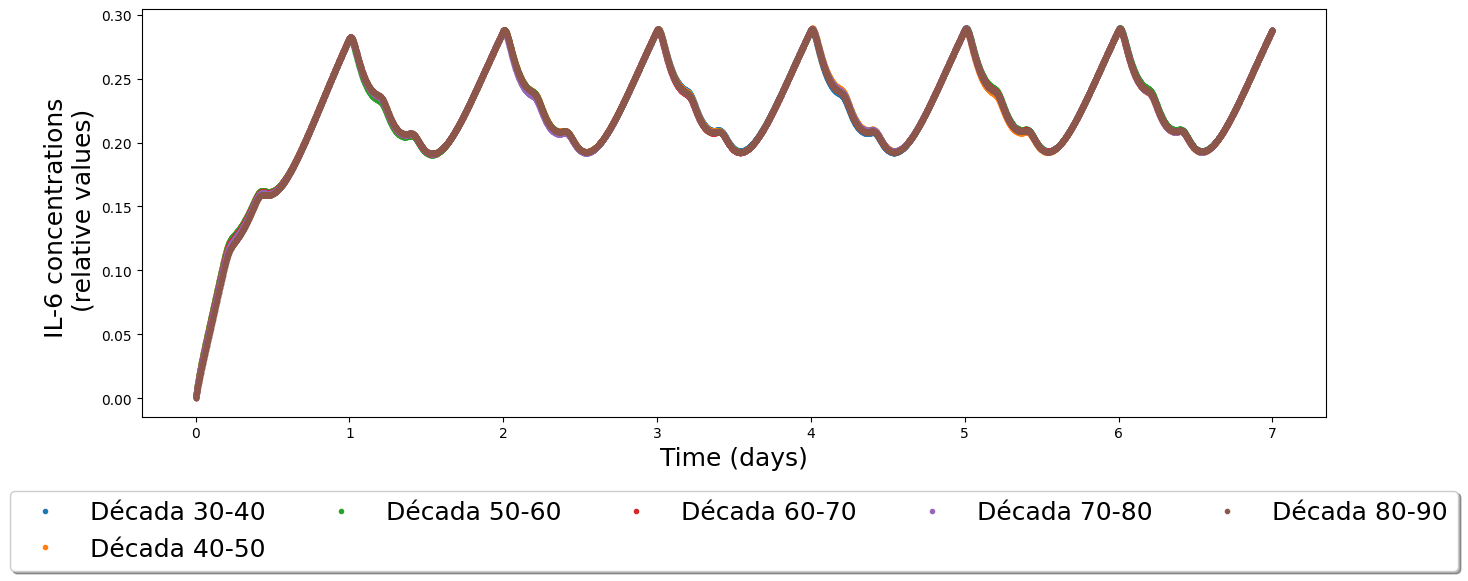 0.30
0.25
0.20
0.15
0.10
0.05
0.00
IL-6 concentrations
(relative values)
0 1 2 3 4 5 6 7
Time (days)
Década 30-40 Década 50-60 Década 60-70 Década 70-80 Década 80-90
Década 40-50